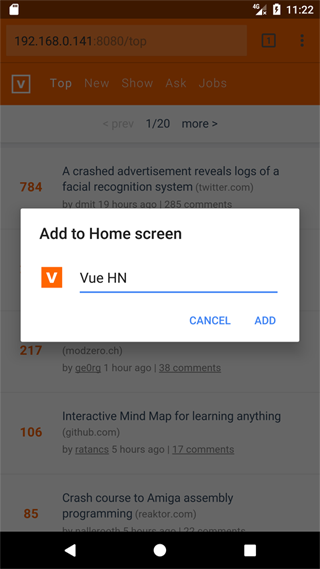 4G 11:22
192.168.0.141:8080/top 1
V Top New Show Ask Jobs
< prev 1/20 more >
A crashed advertisement reveals logs of a
784 facial recognition system (twitter.com)
by dmit 19 hours ago | 285 comments
Add to Home screen
V Vue HN
CANCEL ADD
217 (modzero.ch)
by ge0rg 1 hour ago | 38 comments
Interactive Mind Map for learning anything
106 (github.com)
by ratancs 5 hours ago | 17 comments
Crash course to Amiga assembly
85 programming (reaktor.com)
by nallerooth 5 hours ago | 22 comments